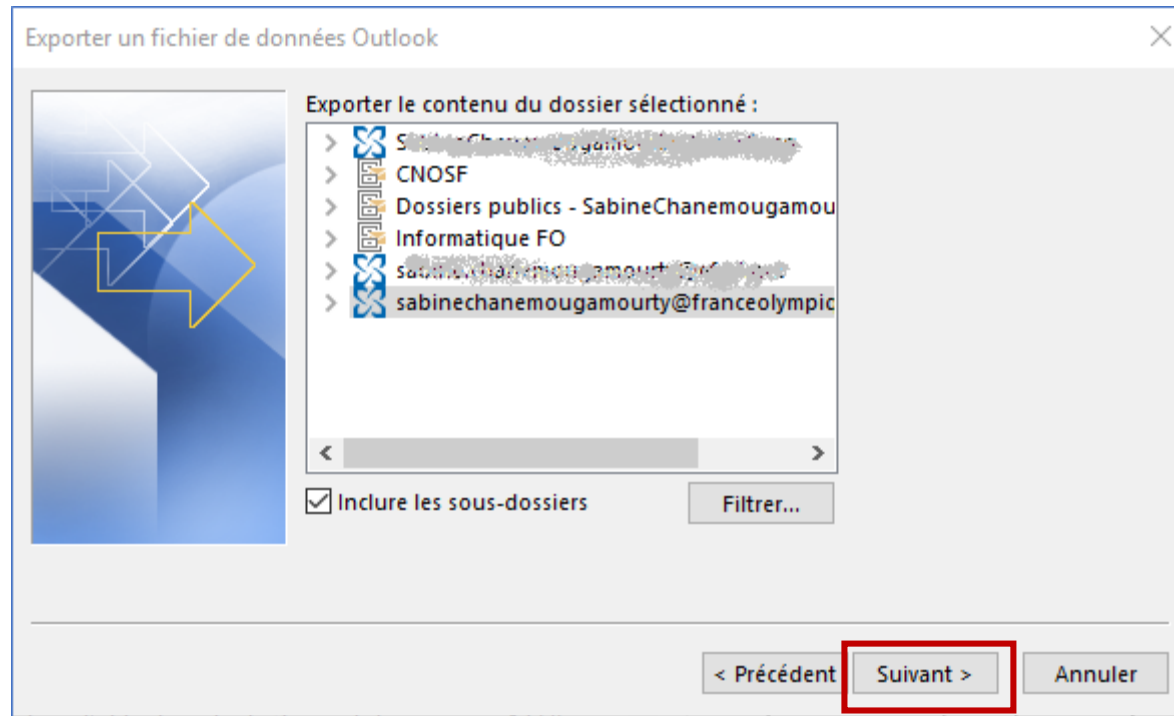 Exporter un fichier de données Outlook
Exporter le contenu du dossier sélectionné :
CNOSF
Dossiers publics - SabineChanemougamou
Informatique FO
sabinechanemougamourty@franceolympic
Inclure les sous-dossiers
Filtrer...
< Précédent
Suivant >
Annuler